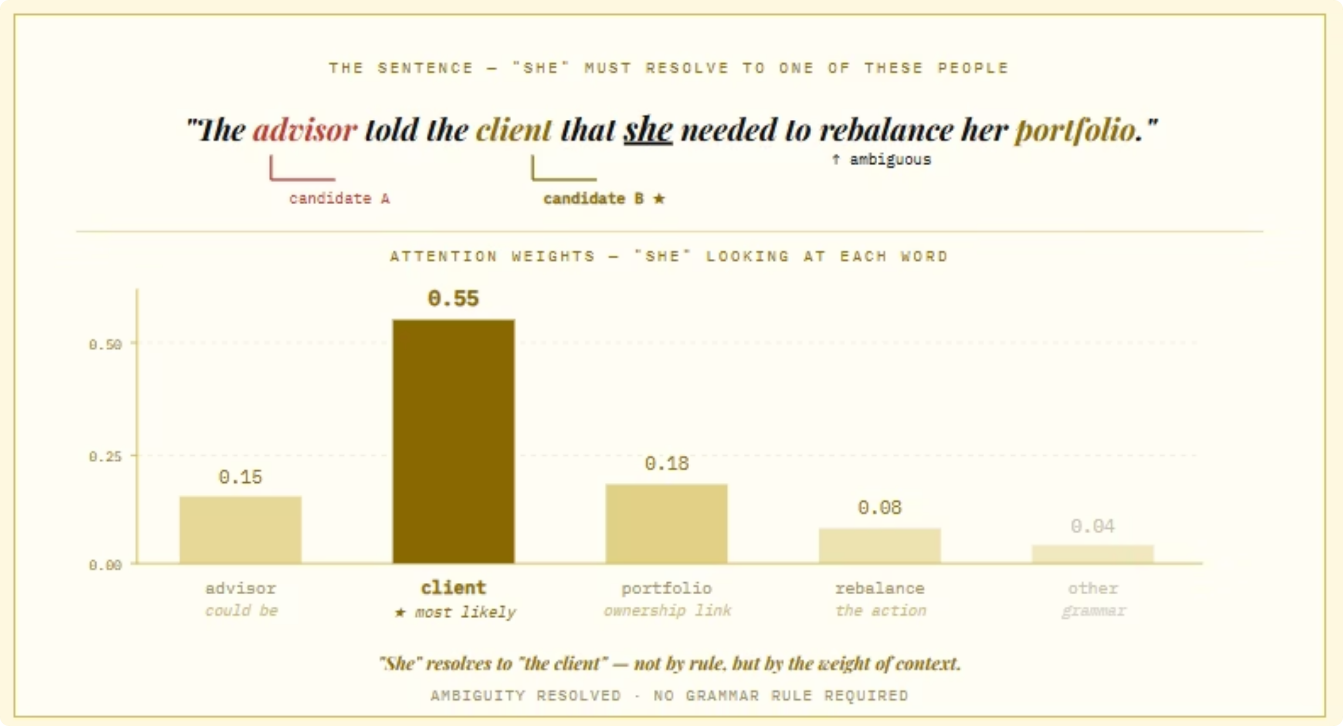 THE SENTENCE — "SHE" MUST RESOLVE TO ONE OF THESE PEOPLE
"The advisor told the client that she needed to rebalance her portfolio."
↑ ambiguous
candidate A
candidate B ★
ATTENTION WEIGHTS — "SHE" LOOKING AT EACH WORD
0.55
0.50
0.25
0.18
0.15
0.08
0.04
0.00
advisor client portfolio rebalance other
could be ★ most likely ownership link the action grammar
"She" resolves to "the client" — not by rule, but by the weight of context.
AMBIGUITY RESOLVED · NO GRAMMAR RULE REQUIRED